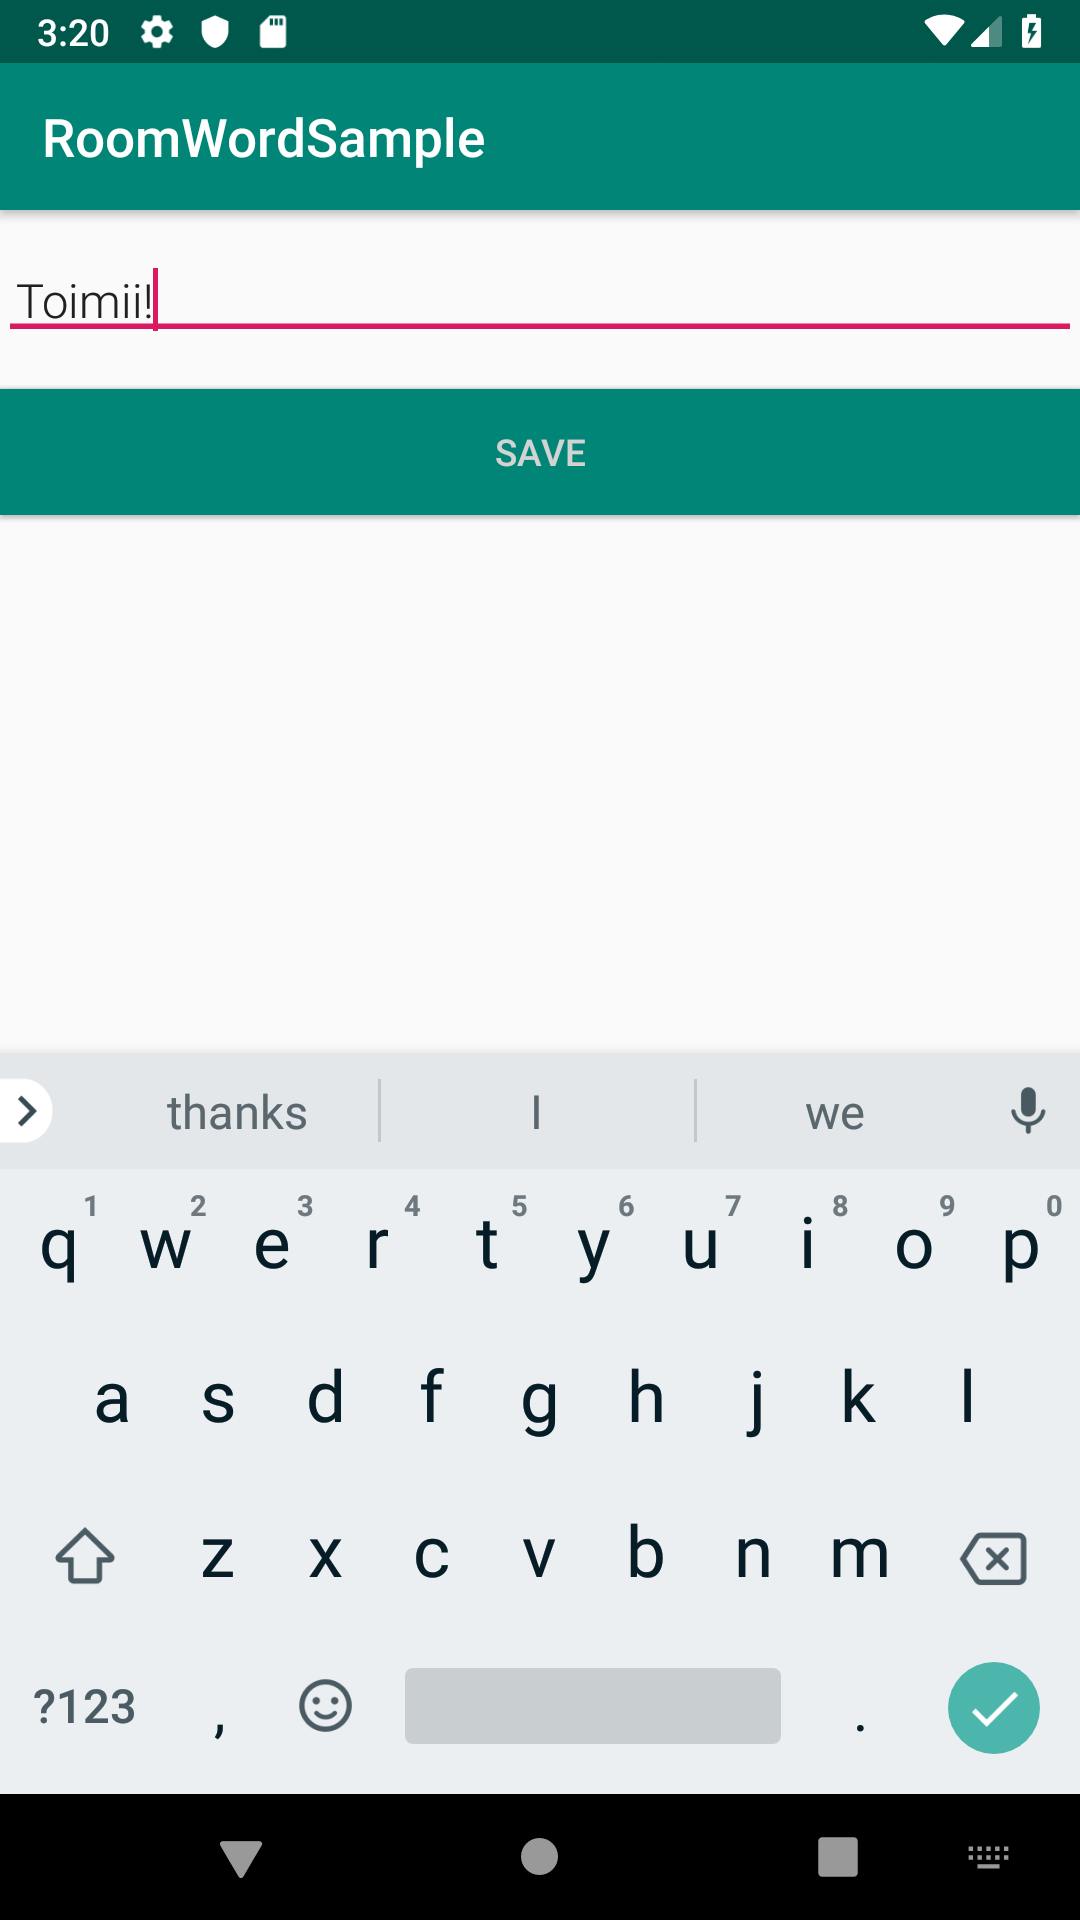 3:20
RoomWordSample
Toimii!
SAVE
thanks I we
1 2 3 4 5 6 7 8 9 0
q w e r t y u i o p
a s d f g h j k l
z x c v b n m
?123 , .